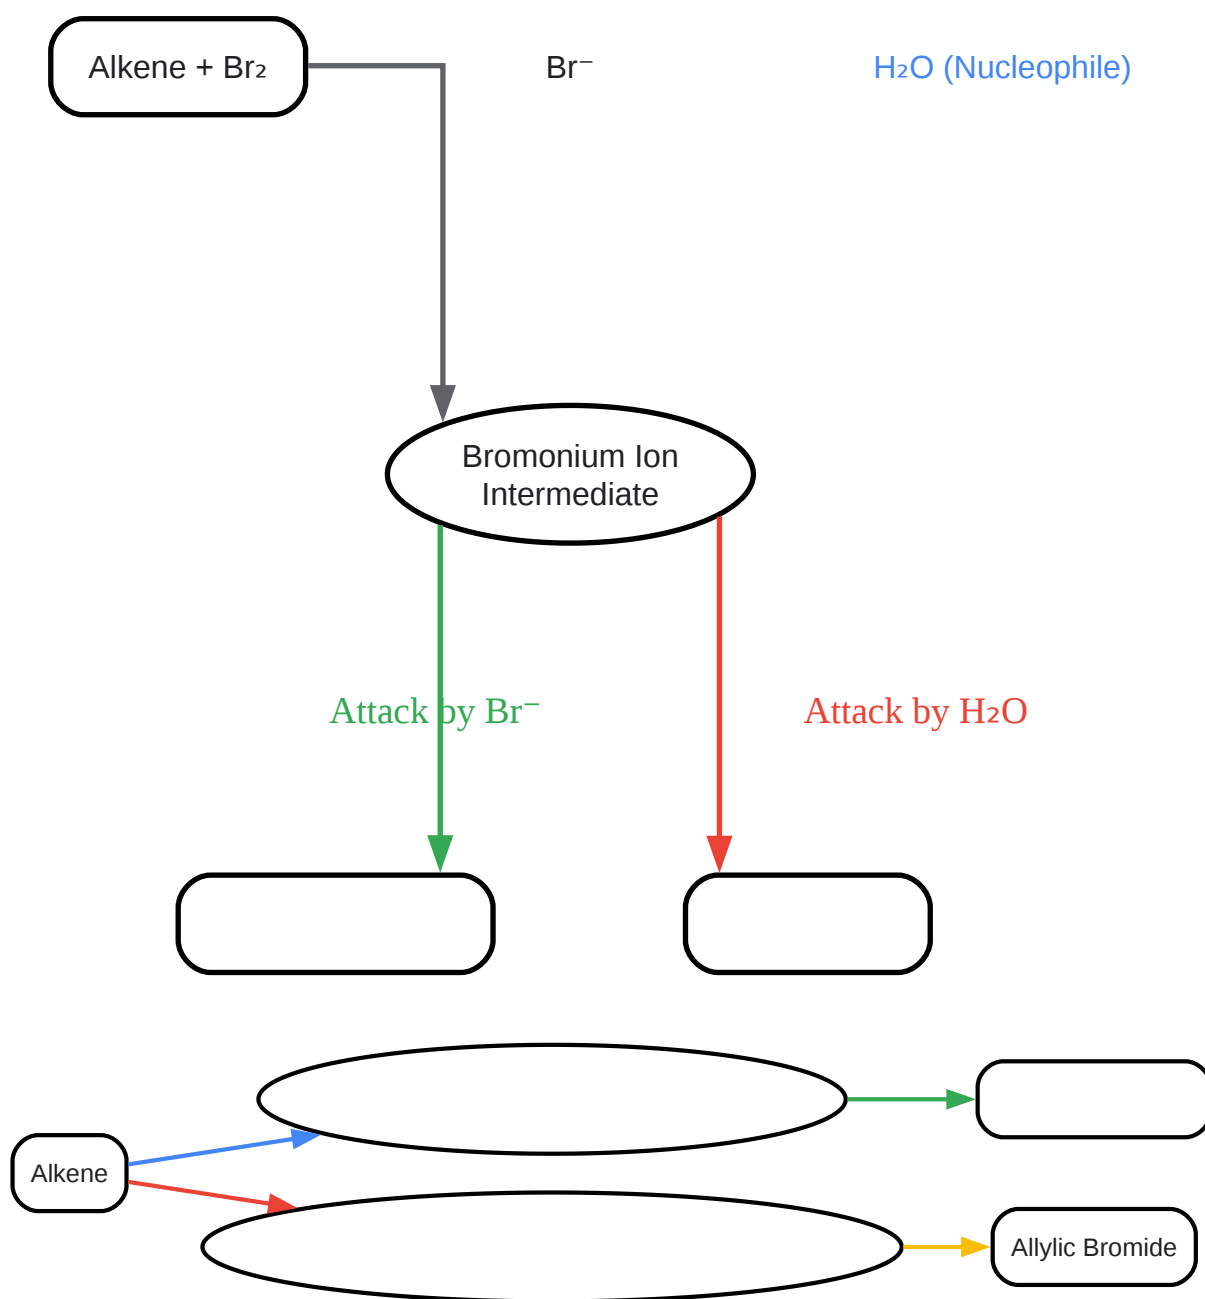 Alkene + Br₂
Br⁻
H₂O (Nucleophile)
Bromonium Ion
Intermediate
Attack by Br⁻
Attack by H₂O
Alkene
Allylic Bromide